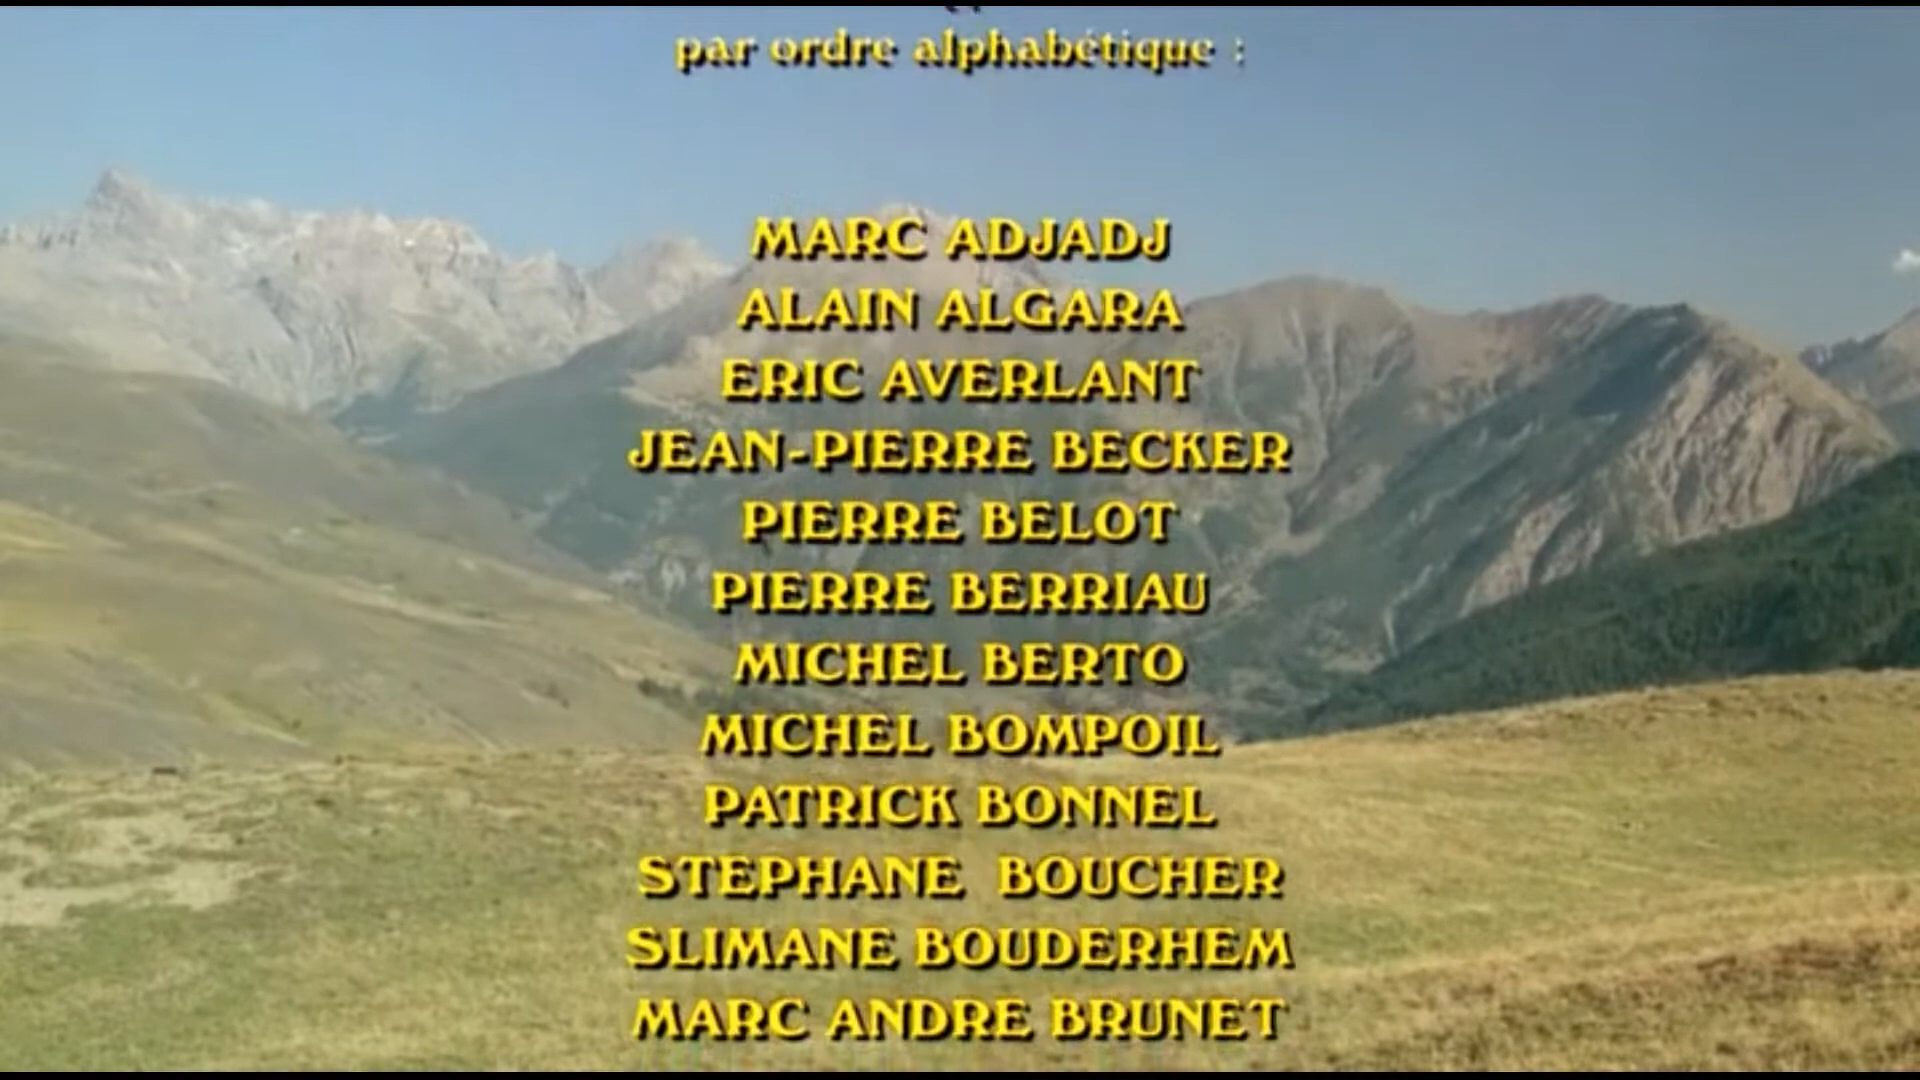 par ordre alphabétique :
MARC ADJADJ
ALAIN ALGARA
ERIC AVERLANT
JEAN-PIERRE BECKER
PIERRE BELOT
PIERRE BERRIAU
MICHEL BERTO
MICHEL BOMPOIL
PATRICK BONNEL
STEPHANE BOUCHER
SLIMANE BOUDERHEM
MARC ANDRE BRUNET